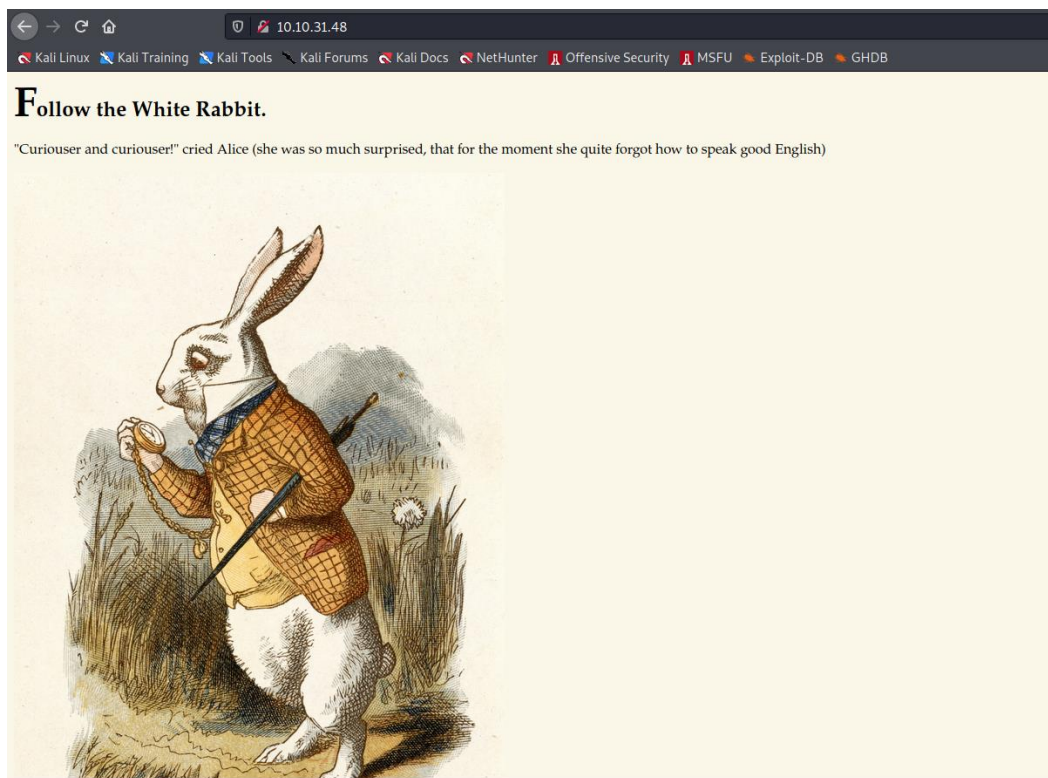 10.10.31.48
Kali Linux Kali Training Kali Tools Kali Forums Kali Docs NetHunter Offensive Security MSFU Exploit-DB GHDB
Follow the White Rabbit.
"Curiouser and curiouser!" cried Alice (she was so much surprised, that for the moment she quite forgot how to speak good English)